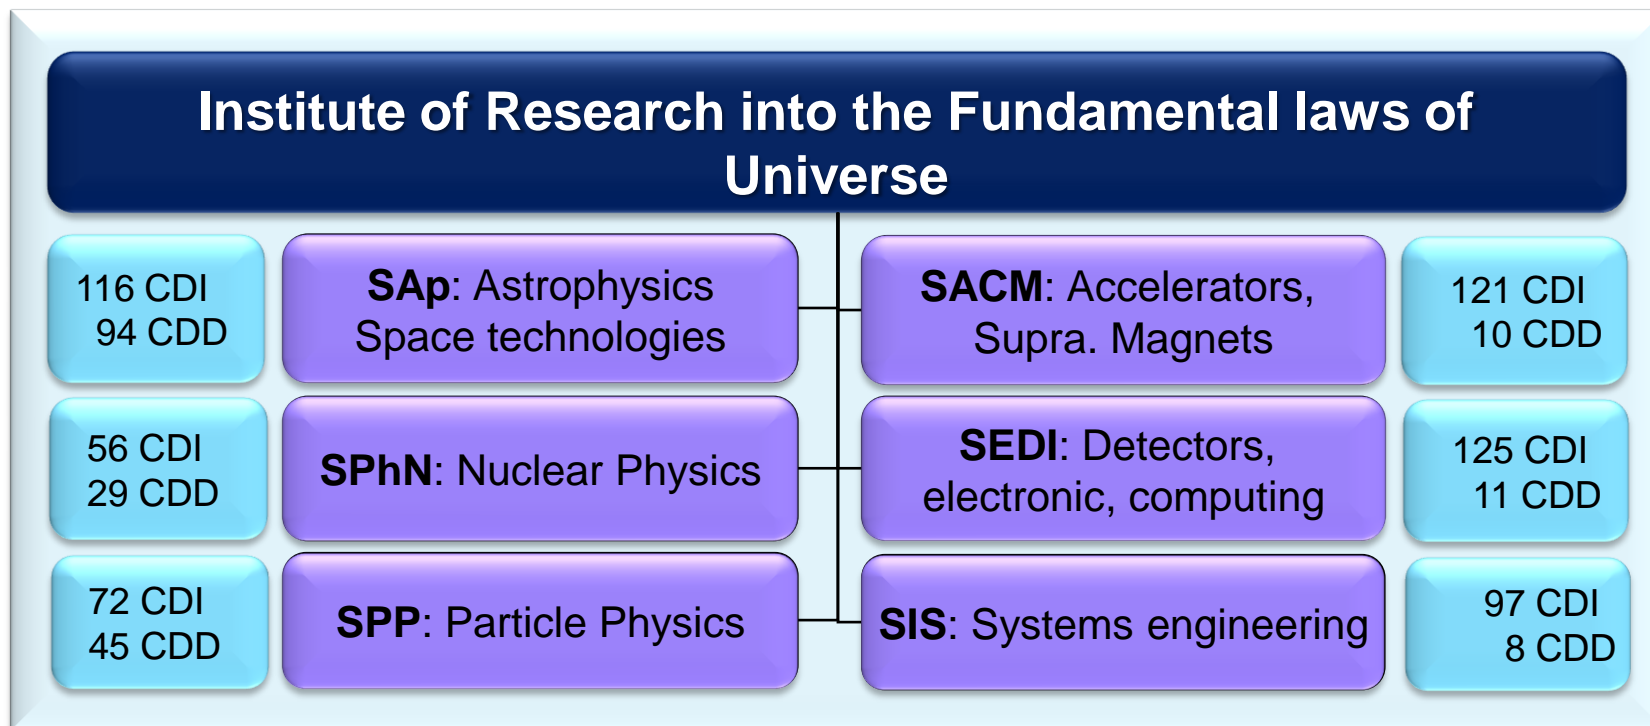 Institute of Research into the Fundamental laws of
Universe
116 CDI
94 CDD
SAp: Astrophysics
Space technologies
SACM: Accelerators,
Supra. Magnets
121 CDI
10 CDD
56 CDI
29 CDD
SPhN: Nuclear Physics
SEDI: Detectors,
electronic, computing
125 CDI
11 CDD
72 CDI
45 CDD
SPP: Particle Physics
SIS: Systems engineering
97 CDI
8 CDD